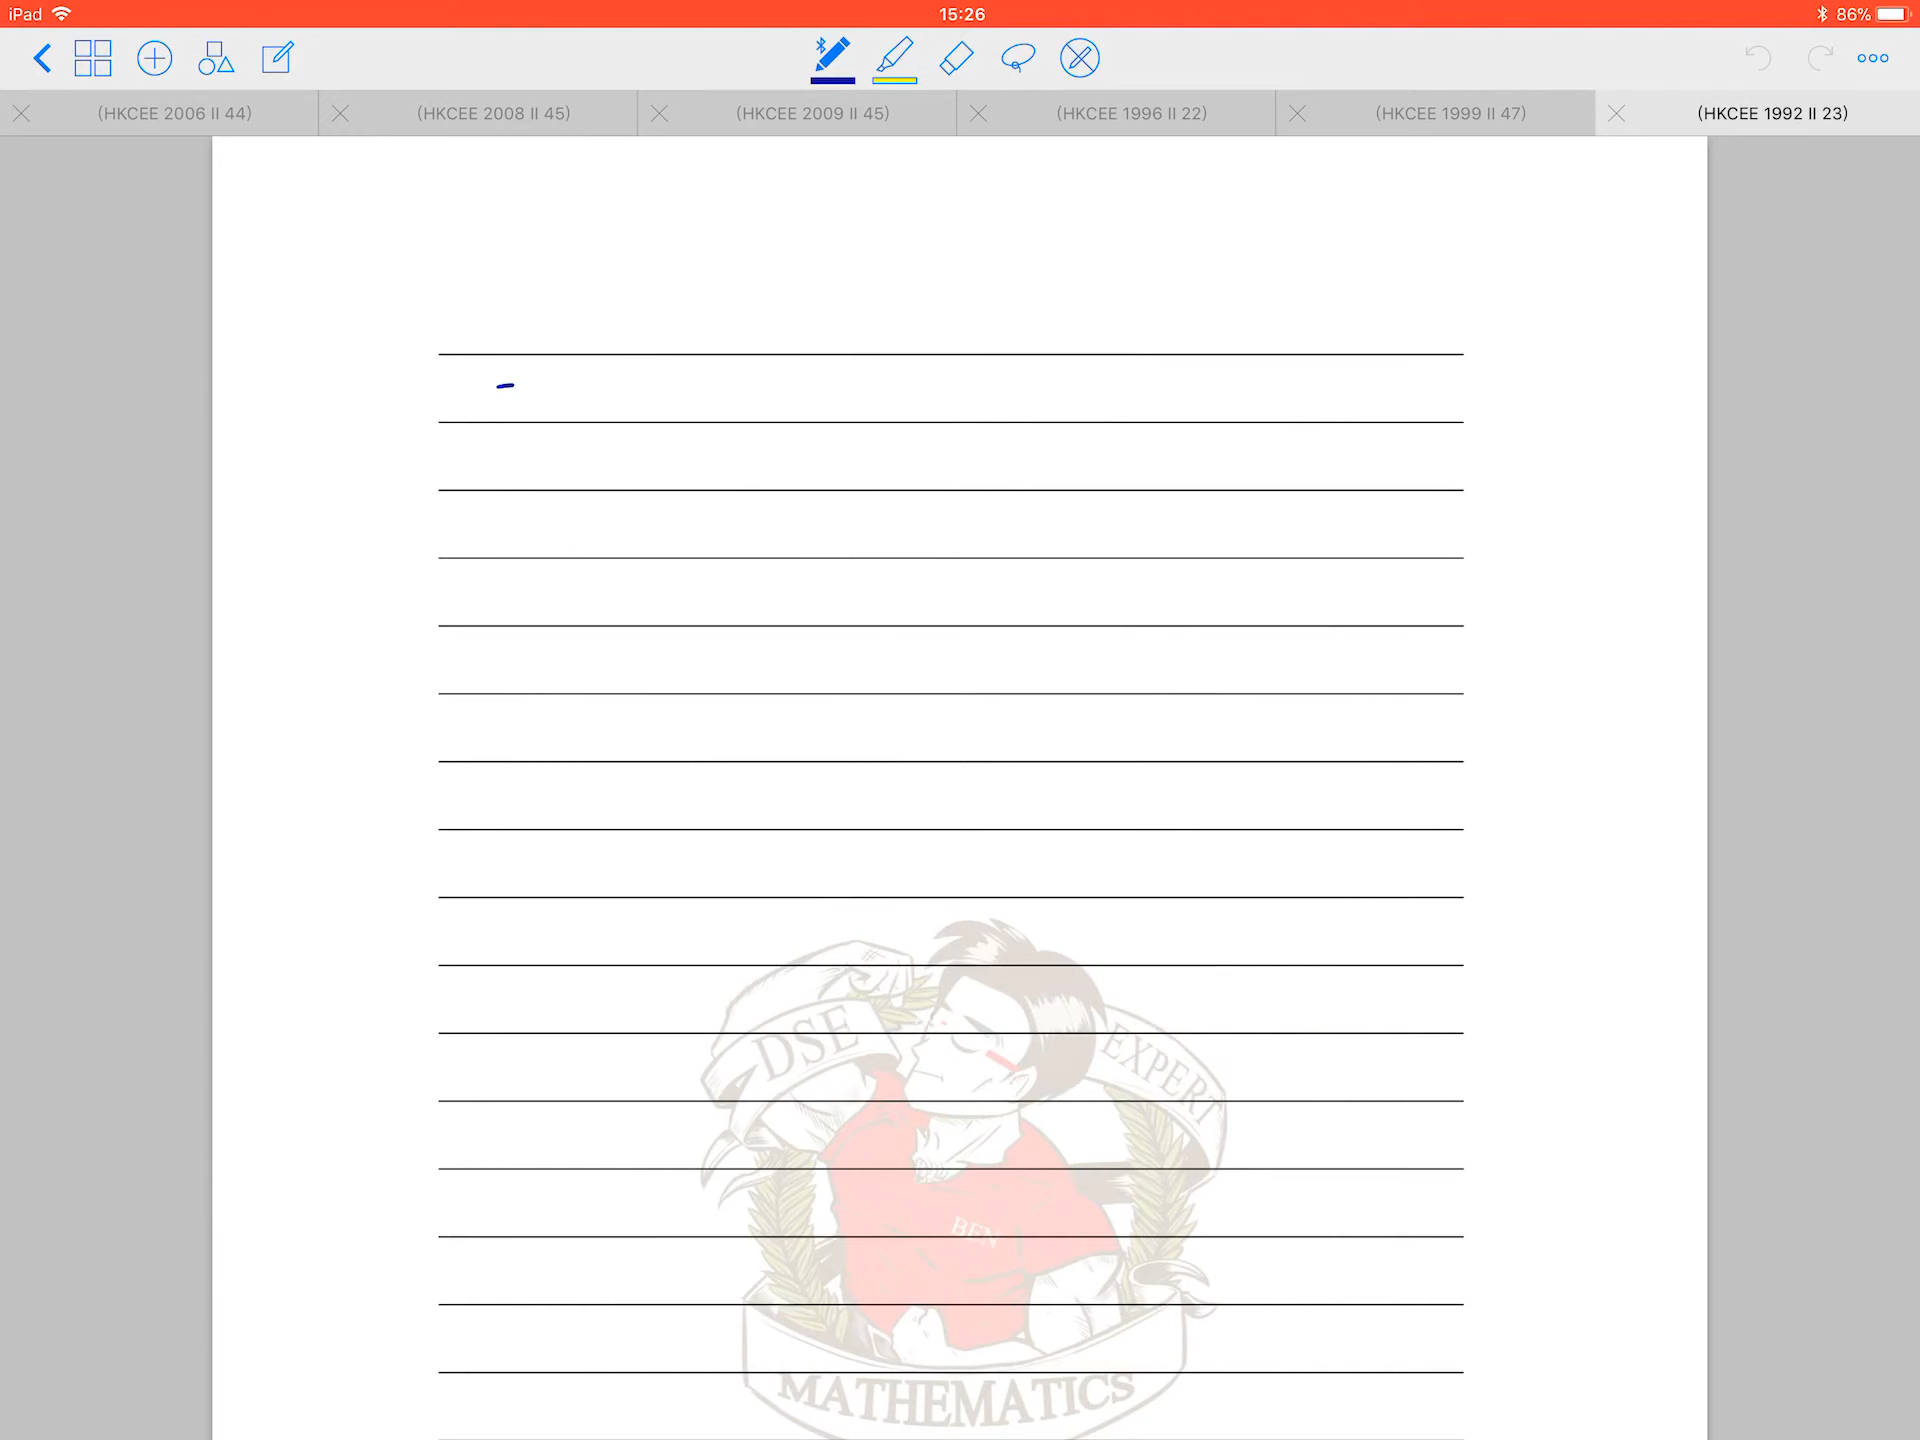 iPad 15:26 86%
(HKCEE 2006 II 44) (HKCEE 2008 II 45) (HKCEE 2009 II 45) (HKCEE 1996 II 22) (HKCEE 1999 II 47) (HKCEE 1992 II 23)
DSE EXPERT
BEN
MATHEMATICS